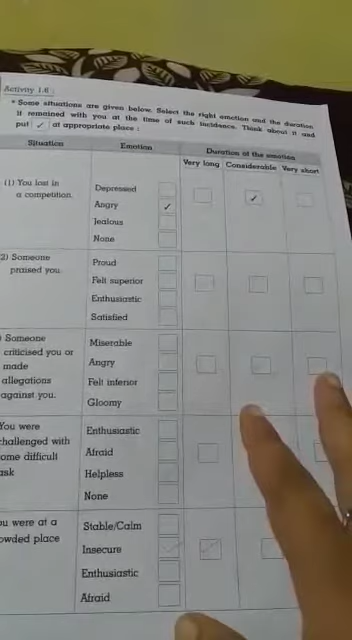 Activity 1.6 :
* Some situations are given below. Select the right emotion and the duration
it remained with you at the time of such incidence. Think about it and
put ✓ at appropriate place :
Situation Emotion Duration of the emotion
Very long Considerable Very short
(1) You lost in
a competition.
Depressed
Angry ✓ ✓
Jealous
None
2) Someone
praised you.
Proud
Felt superior
Enthusiastic
Satisfied
) Someone
criticised you or
made
allegations
against you.
Miserable
Angry
Felt inferior
Gloomy
You were
challenged with
ome difficult
ask
Enthusiastic
Afraid
Helpless
None
ou were at a
owded place
Stable/Calm
Insecure
Enthusiastic
Afraid